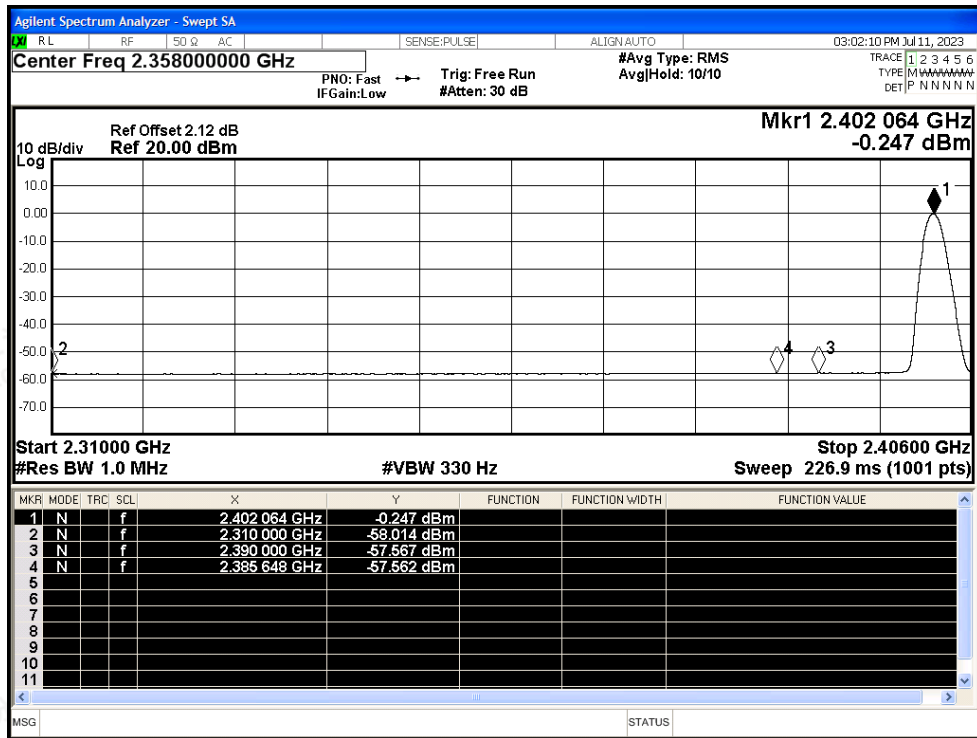 Agilent Spectrum Analyzer - Swept SA
LXI RL RF 50 Ω AC SENSE:PULSE ALIGN AUTO 03:02:10 PM Jul 11, 2023
Center Freq 2.358000000 GHz
PNO: Fast
IFGain:Low
Trig: Free Run
#Atten: 30 dB
#Avg Type: RMS
Avg|Hold: 10/10
TRACE 1 2 3 4 5 6
TYPE M W W W W W
DET P N N N N N
Mkr1 2.402 064 GHz
-0.247 dBm
Ref Offset 2.12 dB
10 dB/div Ref 20.00 dBm
Log
10.0
0.00
-10.0
-20.0
-30.0
-40.0
-50.0
-60.0
-70.0
1
2
4
3
Start 2.31000 GHz Stop 2.40600 GHz
#Res BW 1.0 MHz #VBW 330 Hz Sweep 226.9 ms (1001 pts)
MKR MODE TRC SCL X Y FUNCTION FUNCTION WIDTH FUNCTION VALUE
1 N f 2.402 064 GHz -0.247 dBm
2 N f 2.310 000 GHz -58.014 dBm
3 N f 2.390 000 GHz -57.567 dBm
4 N f 2.385 648 GHz -57.562 dBm
5
6
7
8
9
10
11
MSG STATUS